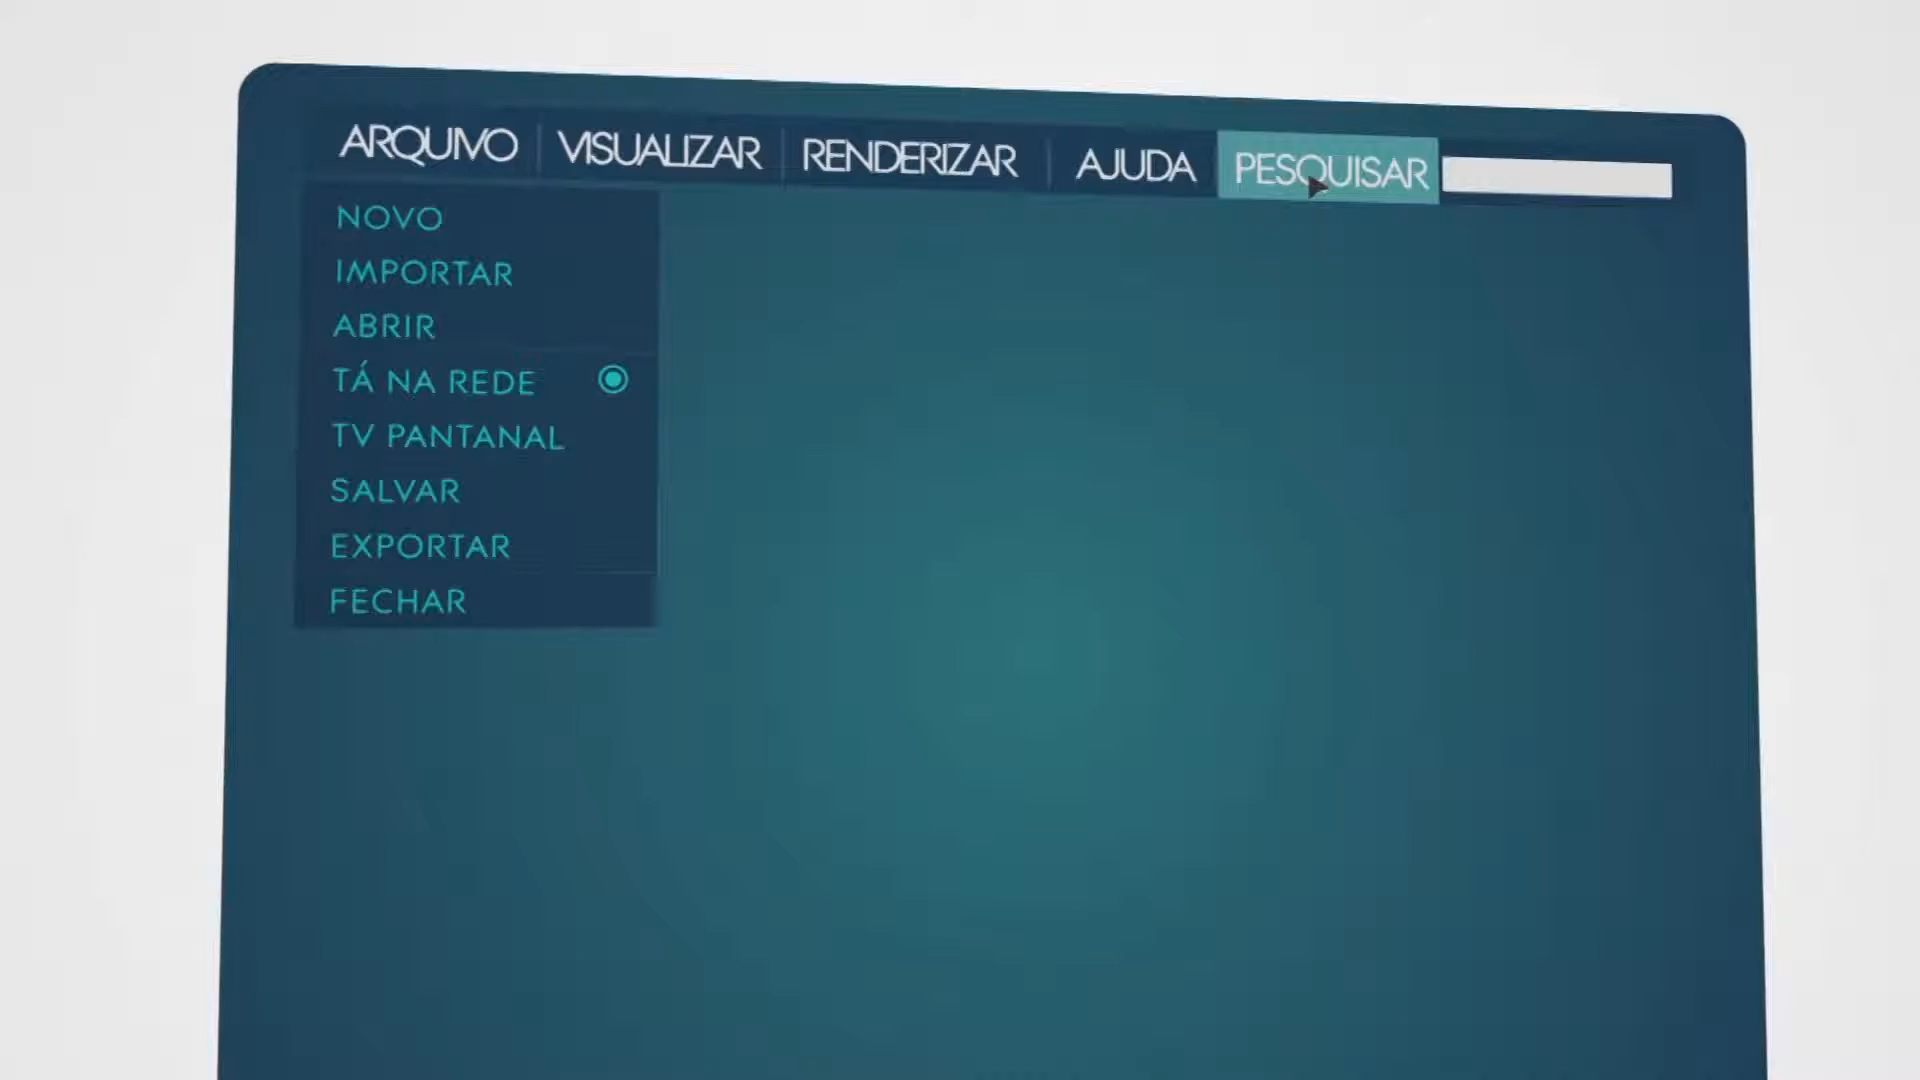 ARQUIVO VISUALIZAR RENDERIZAR AJUDA PESQUISAR
NOVO
IMPORTAR
ABRIR
TÁ NA REDE
TV PANTANAL
SALVAR
EXPORTAR
FECHAR